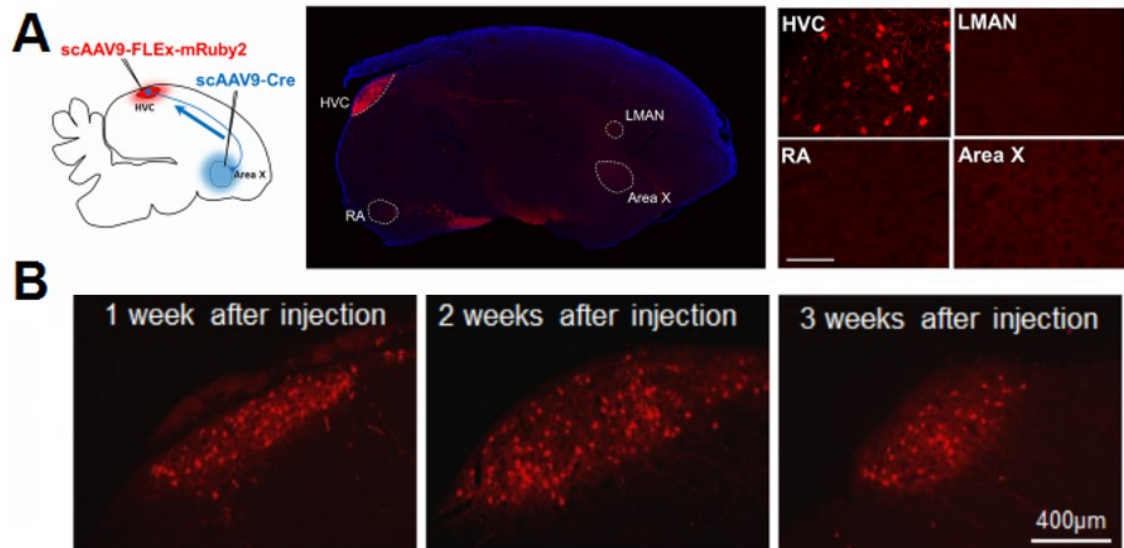 A
scAAV9-FLEx-mRuby2
scAAV9-Cre
HVC
Area X
HVC
LMAN
Area X
RA
HVC
LMAN
RA
Area X
B
1 week after injection
2 weeks after injection
3 weeks after injection
400µm